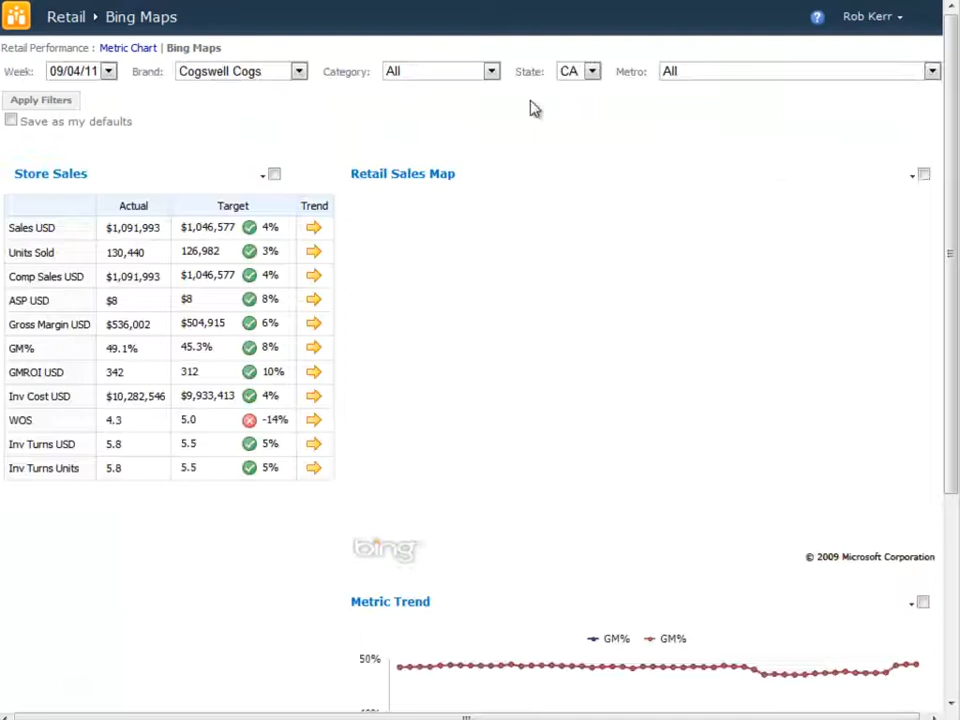 Retail ▸ Bing Maps
? Rob Kerr
Retail Performance : Metric Chart | Bing Maps
Week: 09/04/11 Brand: Cogswell Cogs Category: All State: CA Metro: All
Apply Filters
Save as my defaults
Store Sales
Retail Sales Map
Actual Target Trend
Sales USD $1,091,993 $1,046,577 4%
Units Sold 130,440 126,982 3%
Comp Sales USD $1,091,993 $1,046,577 4%
ASP USD $8 $8 8%
Gross Margin USD $536,002 $504,915 6%
GM% 49.1% 45.3% 8%
GMROI USD 342 312 10%
Inv Cost USD $10,282,546 $9,933,413 4%
WOS 4.3 5.0 -14%
Inv Turns USD 5.8 5.5 5%
Inv Turns Units 5.8 5.5 5%
bing
© 2009 Microsoft Corporation
Metric Trend
GM% GM%
50%